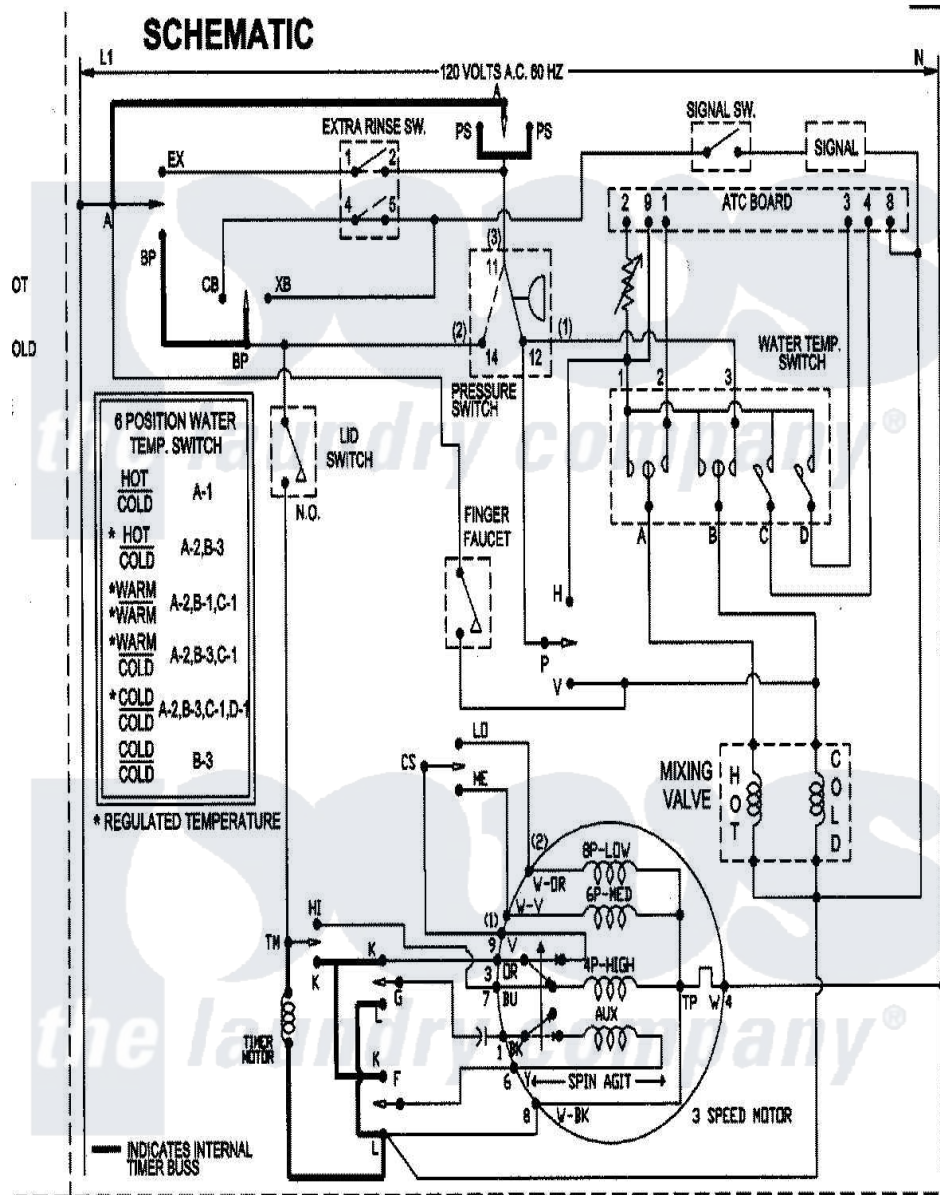 SCHEMATIC
L1
120 VOLTS A.C. 60 HZ
N
A
PS
PS
EXTRA RINSE SW.
SIGNAL SW.
SIGNAL
EX
1
2
4
5
A
BP
CB
XB
BP
2 9 1
ATC BOARD
3 4 8
(3)
11
(2)
14
12
(1)
PRESSURE
SWITCH
WATER TEMP.
SWITCH
1
2
3
OT
OLD
6 POSITION WATER
TEMP. SWITCH
HOT
COLD
A-1
* HOT
COLD
A-2,B-3
*WARM
*WARM
A-2,B-1,C-1
*WARM
COLD
A-2,B-3,C-1
* COLD
COLD
A-2,B-3,C-1,D-1
COLD
COLD
B-3
* REGULATED TEMPERATURE
LID
SWITCH
N.O.
FINGER
FAUCET
A
B
C
D
H
P
V
LO
CS
ME
MIXING
VALVE
HOT
COLD
(2)
8P-LOW
W-OR
6P-MED
W-V
(1)
9
V
HI
TM
K
K
3
OR
4P-HIGH
7
BU
G
L
TP
W
4
AUX
TIMER
MOTOR
1
BK
K
F
6
Y
SPIN AGIT
8
W-BK
3 SPEED MOTOR
L
INDICATES INTERNAL
TIMER BUSS
the laundry company®
the laundry company®